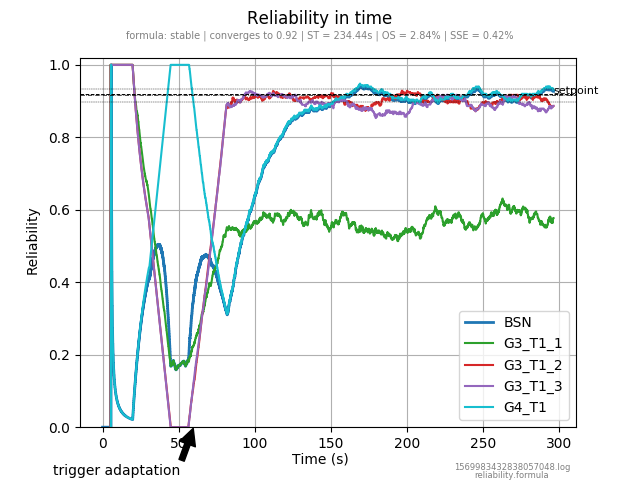 Reliability in time
formula: stable | converges to 0.92 | ST = 234.44s | OS = 2.84% | SSE = 0.42%
1.0
setpoint
0.8
0.6
Reliability
0.4
BSN
G3_T1_1
0.2
G3_T1_2
G3_T1_3
G4_T1
0.0
0 50 100 150 200 250 300
Time (s)
trigger adaptation
1569983432838057048.log
reliability.formula